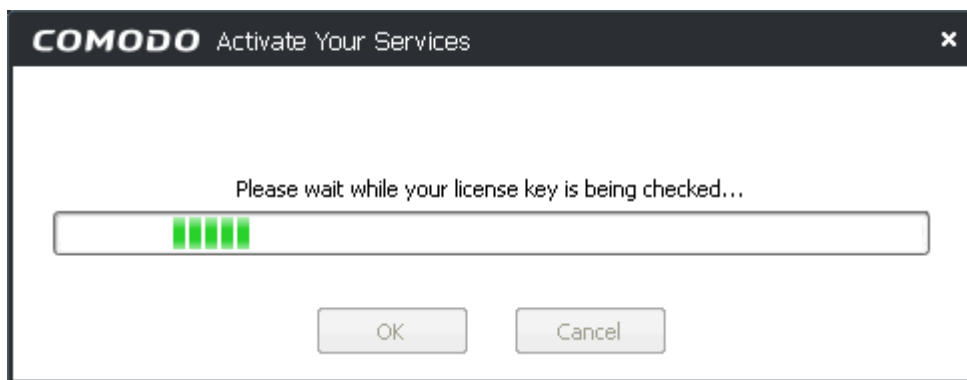 COMODO Activate Your Services
Please wait while your license key is being checked...
OK Cancel